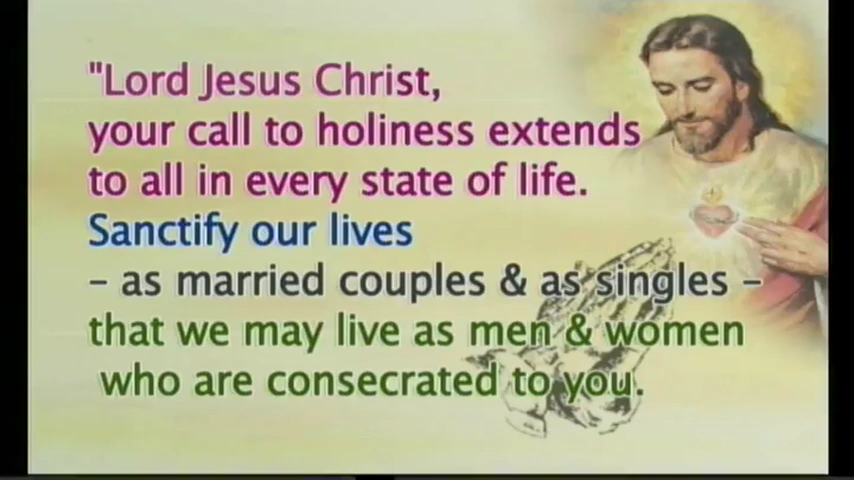 "Lord Jesus Christ,
your call to holiness extends
to all in every state of life.
Sanctify our lives
– as married couples & as singles –
that we may live as men & women
who are consecrated to you.